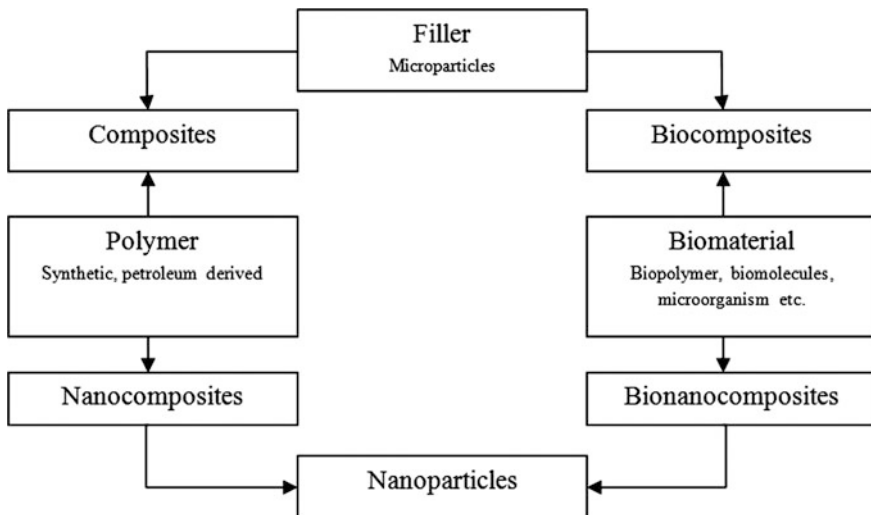 Filler
Microparticles
Composites
Biocomposites
Polymer
Synthetic, petroleum derived
Biomaterial
Biopolymer, biomolecules,
microorganism etc.
Nanocomposites
Bionanocomposites
Nanoparticles